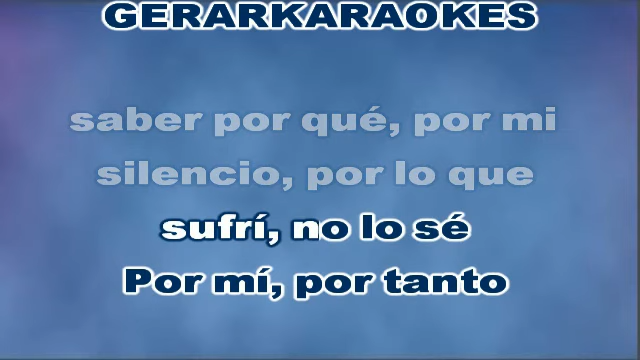 GERARKARAOKES
saber por qué, por mi
silencio, por lo que
sufrí, no lo sé
Por mí, por tanto